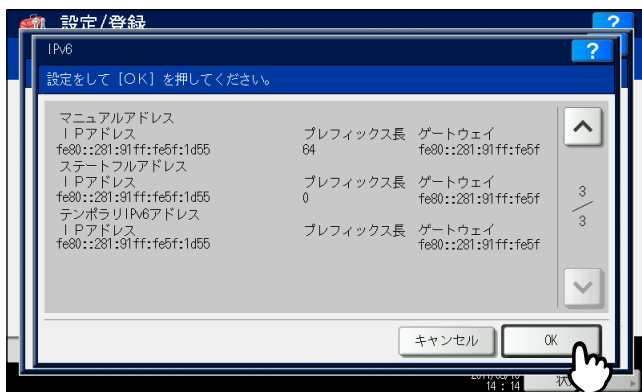 設定/登録
?
IPv6
?
設定をして［OK］を押してください。
マニュアルアドレス
ＩＰアドレス プレフィックス長 ゲートウェイ
fe80::281:91ff:fe5f:1d55 64 fe80::281:91ff:fe5f
ステートフルアドレス
ＩＰアドレス プレフィックス長 ゲートウェイ
fe80::281:91ff:fe5f:1d55 0 fe80::281:91ff:fe5f
テンポラリIPv6アドレス
ＩＰアドレス プレフィックス長 ゲートウェイ
fe80::281:91ff:fe5f:1d55 fe80::281:91ff:fe5f
3
/
3
キャンセル
OK
14 : 14